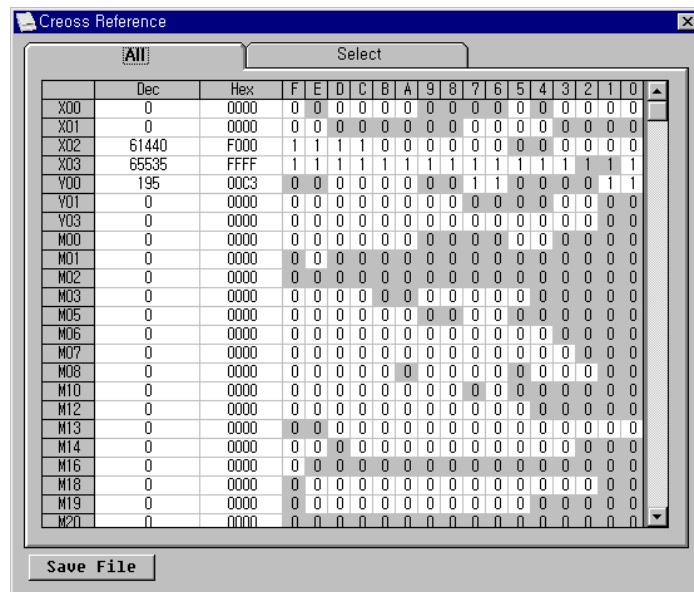 Creoss Reference
All Select
Dec Hex F E D C B A 9 8 7 6 5 4 3 2 1 0
X00 0 0000 0 0 0 0 0 0 0 0 0 0 0 0 0 0 0 0
X01 0 0000 0 0 0 0 0 0 0 0 0 0 0 0 0 0 0 0
X02 61440 F000 1 1 1 1 0 0 0 0 0 0 0 0 0 0 0 0
X03 65535 FFFF 1 1 1 1 1 1 1 1 1 1 1 1 1 1 1 1
Y00 195 00C3 0 0 0 0 0 0 0 0 1 1 0 0 0 0 1 1
Y01 0 0000 0 0 0 0 0 0 0 0 0 0 0 0 0 0 0 0
Y03 0 0000 0 0 0 0 0 0 0 0 0 0 0 0 0 0 0 0
M00 0 0000 0 0 0 0 0 0 0 0 0 0 0 0 0 0 0 0
M01 0 0000 0 0 0 0 0 0 0 0 0 0 0 0 0 0 0 0
M02 0 0000 0 0 0 0 0 0 0 0 0 0 0 0 0 0 0 0
M03 0 0000 0 0 0 0 0 0 0 0 0 0 0 0 0 0 0 0
M05 0 0000 0 0 0 0 0 0 0 0 0 0 0 0 0 0 0 0
M06 0 0000 0 0 0 0 0 0 0 0 0 0 0 0 0 0 0 0
M07 0 0000 0 0 0 0 0 0 0 0 0 0 0 0 0 0 0 0
M08 0 0000 0 0 0 0 0 0 0 0 0 0 0 0 0 0 0 0
M10 0 0000 0 0 0 0 0 0 0 0 0 0 0 0 0 0 0 0
M12 0 0000 0 0 0 0 0 0 0 0 0 0 0 0 0 0 0 0
M13 0 0000 0 0 0 0 0 0 0 0 0 0 0 0 0 0 0 0
M14 0 0000 0 0 0 0 0 0 0 0 0 0 0 0 0 0 0 0
M16 0 0000 0 0 0 0 0 0 0 0 0 0 0 0 0 0 0 0
M18 0 0000 0 0 0 0 0 0 0 0 0 0 0 0 0 0 0 0
M19 0 0000 0 0 0 0 0 0 0 0 0 0 0 0 0 0 0 0
M20 0 0000 0 0 0 0 0 0 0 0 0 0 0 0 0 0 0 0
Save File